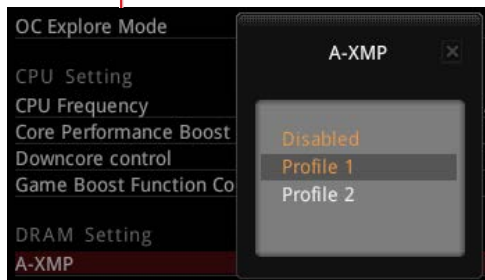 OC Explore Mode
CPU Setting
CPU Frequency
Core Performance Boost
Downcore control
Game Boost Function Co
DRAM Setting
A-XMP
A-XMP
Disabled
Profile 1
Profile 2